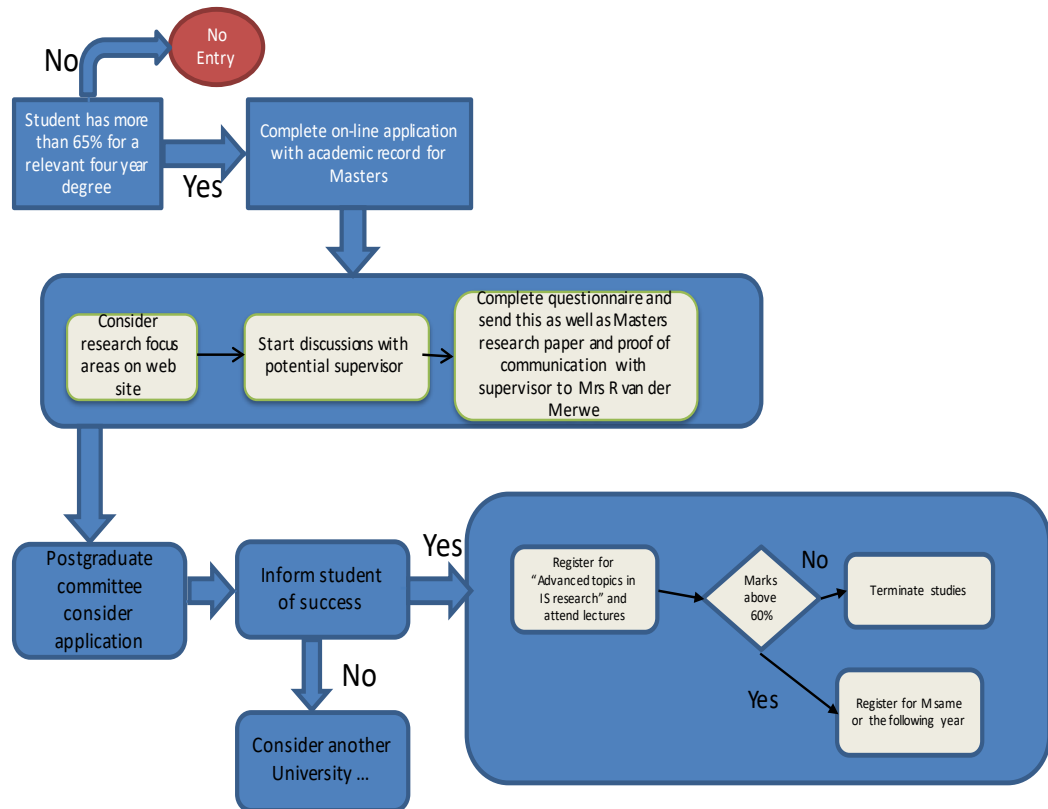 No
Entry
No
Student has more
than 65% for a
relevant four year
degree
Yes
Complete on-line application
with academic record for
Masters
Consider
research focus
areas on web
site
Start discussions with
potential supervisor
Complete questionnaire and
send this as well as Masters
research paper and proof of
communication with
supervisor to Mrs R van der
Merwe
Postgraduate
committee
consider
application
Inform student
of success
Yes
No
Consider another
University ...
Register for
“Advanced topics in
IS research” and
attend lectures
Marks
above
60%
No
Terminate studies
Yes
Register for M same
or the following year